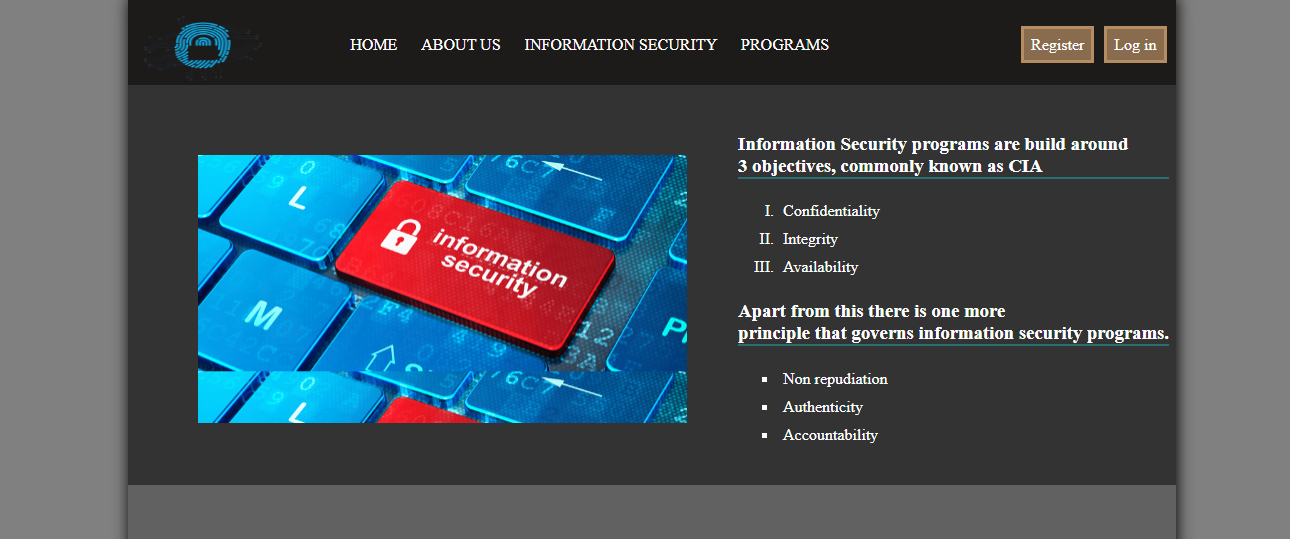 HOME ABOUT US INFORMATION SECURITY PROGRAMS Register Log in
Information Security programs are build around
3 objectives, commonly known as CIA
I. Confidentiality
II. Integrity
III. Availability
Apart from this there is one more
principle that governs information security programs.
▪ Non repudiation
▪ Authenticity
▪ Accountability
L
information
security
M